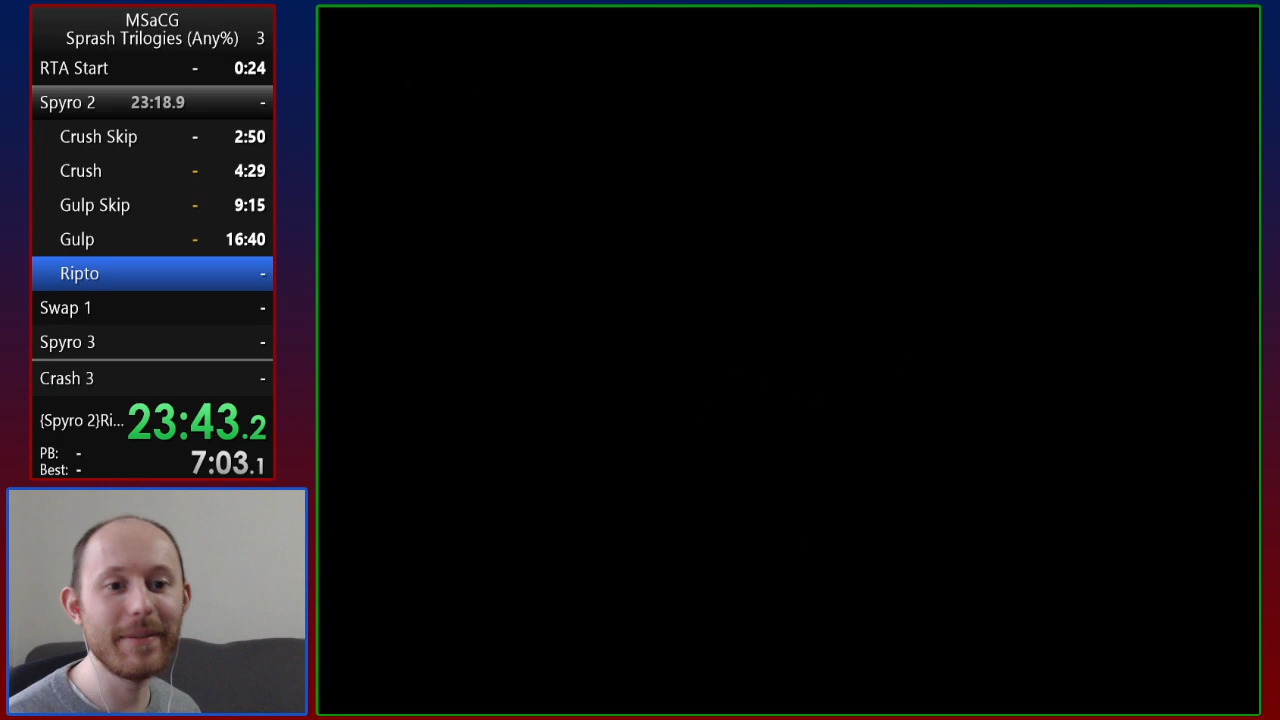 MSaCG
Sprash Trilogies (Any%) 3
RTA Start - 0:24
Spyro 2 23:18.9 -
Crush Skip - 2:50
Crush - 4:29
Gulp Skip - 9:15
Gulp - 16:40
Ripto -
Swap 1 -
Spyro 3 -
Crash 3 -
{Spyro 2}Ri... 23:43.2
PB: -
Best: - 7:03.1